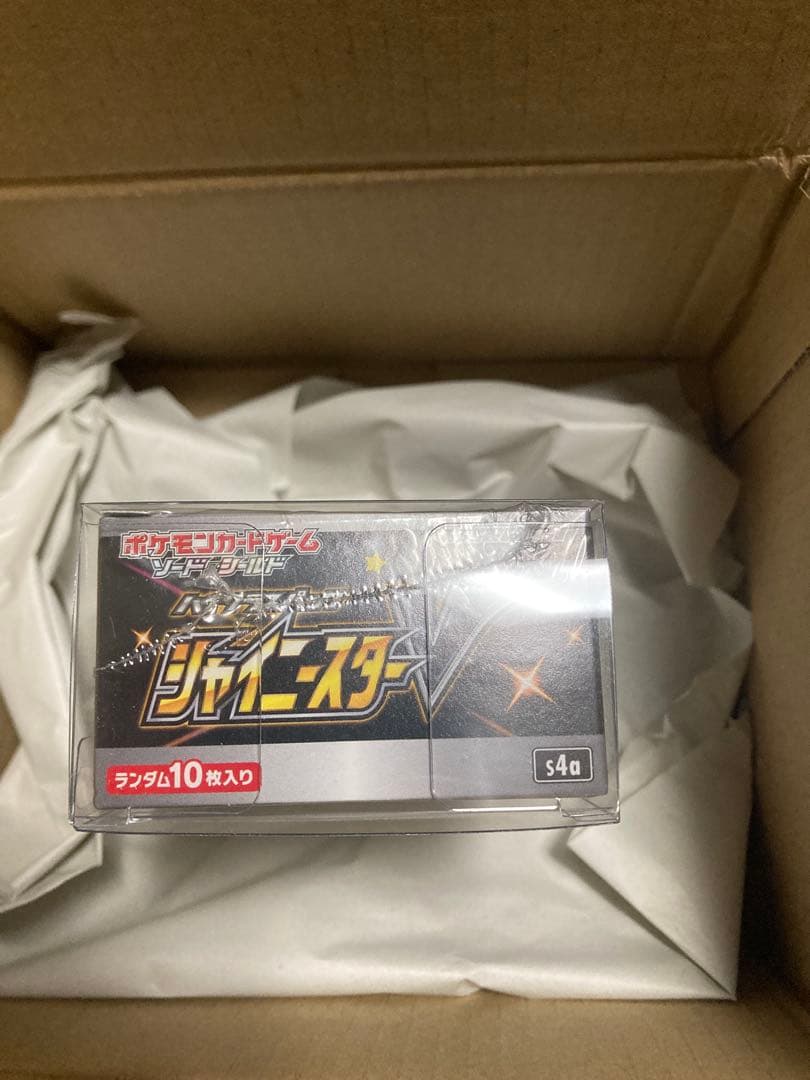 ポケモンカードゲーム
ソード&シールド
シャイニースターV
ランダム10枚入り
s4a